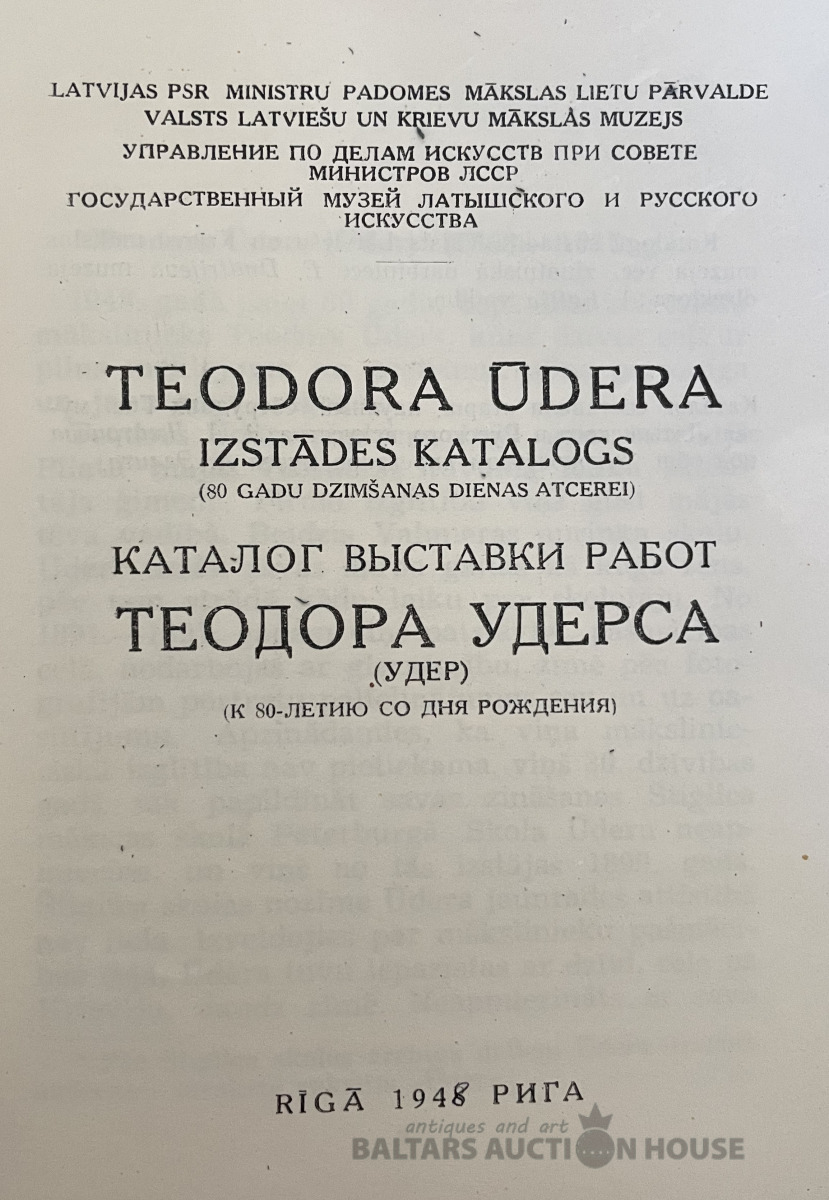 LATVIJAS PSR MINISTRU PADOMES MĀKSLAS LIETU PĀRVALDE
VALSTS LATVIEŠU UN KRIEVU MĀKSLAS MUZEJS
УПРАВЛЕНИЕ ПО ДЕЛАМ ИСКУССТВ ПРИ СОВЕТЕ
МИНИСТРОВ ЛССР
ГОСУДАРСТВЕННЫЙ МУЗЕЙ ЛАТЫШСКОГО И РУССКОГО
ИСКУССТВА
TEODORA ŪDERA
IZSTĀDES KATALOGS
(80 GADU DZIMŠANAS DIENAS ATCEREI)
КАТАЛОГ ВЫСТАВКИ РАБОТ
ТЕОДОРА УДЕРСА
(УДЕР)
(К 80-ЛЕТИЮ СО ДНЯ РОЖДЕНИЯ)
RĪGĀ 1948 РИГА
antiques and art
BALTARS AUCTION HOUSE